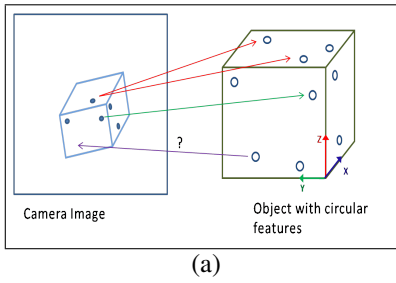 ?
Z
X
Y
Camera Image
Object with circular
features
(a)